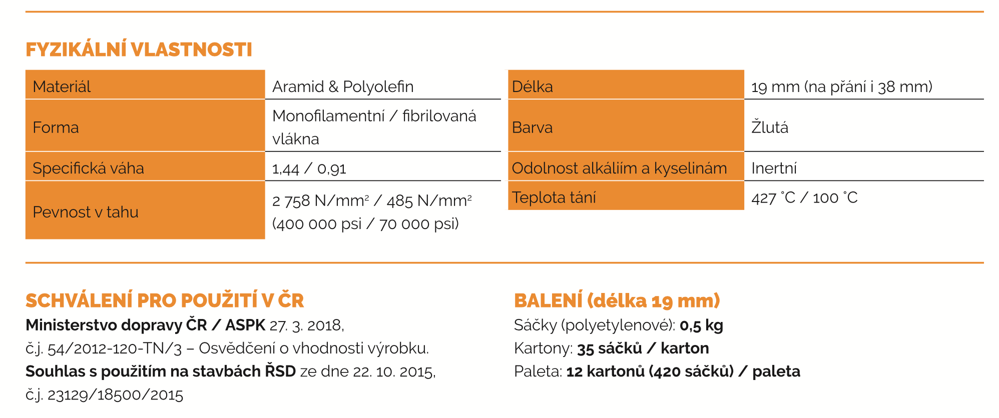 FYZIKÁLNÍ VLASTNOSTI
Materiál
Aramid & Polyolefin
Forma
Monofilamentní / fibrilovaná
vlákna
Specifická váha
1,44 / 0,91
Pevnost v tahu
2 758 N/mm² / 485 N/mm²
(400 000 psi / 70 000 psi)
Délka
19 mm (na přání i 38 mm)
Barva
Žlutá
Odolnost alkáliím a kyselinám
Inertní
Teplota tání
427 °C / 100 °C
SCHVÁLENÍ PRO POUŽITÍ V ČR
Ministerstvo dopravy ČR / ASPK 27. 3. 2018,
č.j. 54/2012-120-TN/3 – Osvědčení o vhodnosti výrobku.
Souhlas s použitím na stavbách ŘSD ze dne 22. 10. 2015,
č.j. 23129/18500/2015
BALENÍ (délka 19 mm)
Sáčky (polyetylenové): 0,5 kg
Kartony: 35 sáčků / karton
Paleta: 12 kartonů (420 sáčků) / paleta